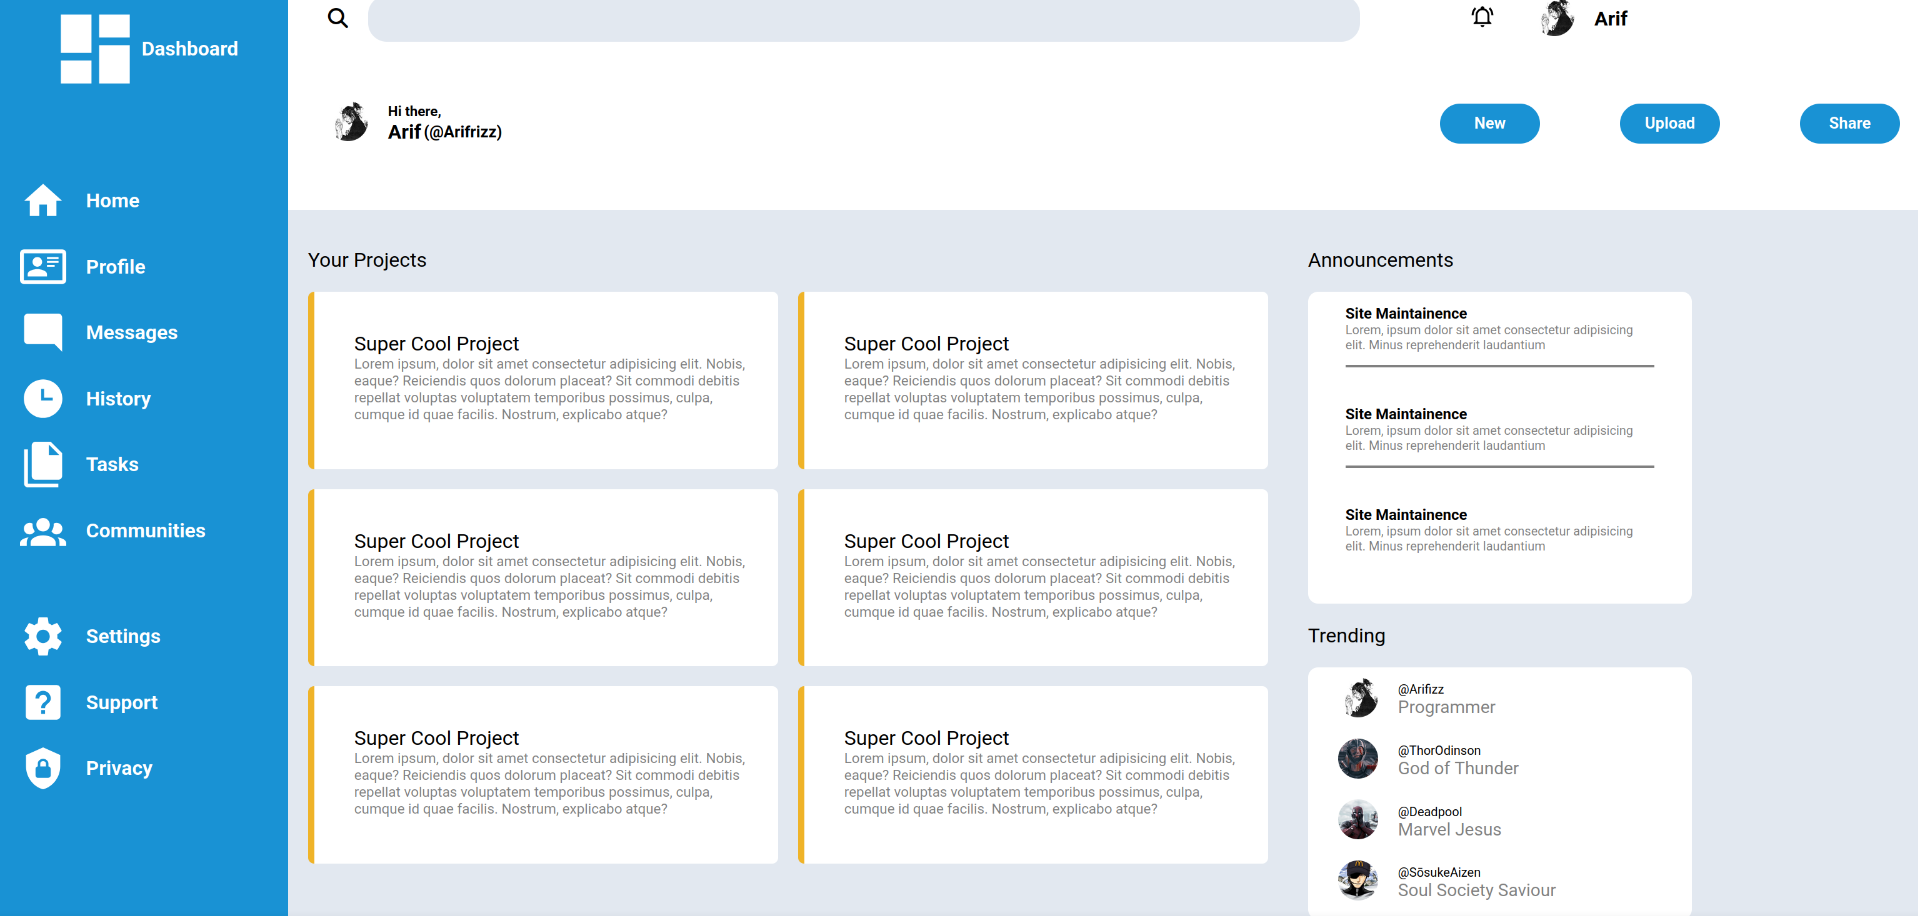 Dashboard
Home
Profile
Messages
History
Tasks
Communities
Settings
Support
Privacy
Arif
Hi there,
Arif (@Arifrizz)
New
Upload
Share
Your Projects
Super Cool Project
Lorem ipsum, dolor sit amet consectetur adipisicing elit. Nobis,
eaque? Reiciendis quos dolorum placeat? Sit commodi debitis
repellat voluptas voluptatem temporibus possimus, culpa,
cumque id quae facilis. Nostrum, explicabo atque?
Super Cool Project
Lorem ipsum, dolor sit amet consectetur adipisicing elit. Nobis,
eaque? Reiciendis quos dolorum placeat? Sit commodi debitis
repellat voluptas voluptatem temporibus possimus, culpa,
cumque id quae facilis. Nostrum, explicabo atque?
Super Cool Project
Lorem ipsum, dolor sit amet consectetur adipisicing elit. Nobis,
eaque? Reiciendis quos dolorum placeat? Sit commodi debitis
repellat voluptas voluptatem temporibus possimus, culpa,
cumque id quae facilis. Nostrum, explicabo atque?
Super Cool Project
Lorem ipsum, dolor sit amet consectetur adipisicing elit. Nobis,
eaque? Reiciendis quos dolorum placeat? Sit commodi debitis
repellat voluptas voluptatem temporibus possimus, culpa,
cumque id quae facilis. Nostrum, explicabo atque?
Super Cool Project
Lorem ipsum, dolor sit amet consectetur adipisicing elit. Nobis,
eaque? Reiciendis quos dolorum placeat? Sit commodi debitis
repellat voluptas voluptatem temporibus possimus, culpa,
cumque id quae facilis. Nostrum, explicabo atque?
Super Cool Project
Lorem ipsum, dolor sit amet consectetur adipisicing elit. Nobis,
eaque? Reiciendis quos dolorum placeat? Sit commodi debitis
repellat voluptas voluptatem temporibus possimus, culpa,
cumque id quae facilis. Nostrum, explicabo atque?
Announcements
Site Maintainence
Lorem, ipsum dolor sit amet consectetur adipisicing
elit. Minus reprehenderit laudantium
Site Maintainence
Lorem, ipsum dolor sit amet consectetur adipisicing
elit. Minus reprehenderit laudantium
Site Maintainence
Lorem, ipsum dolor sit amet consectetur adipisicing
elit. Minus reprehenderit laudantium
Trending
@Arifizz
Programmer
@ThorOdinson
God of Thunder
@Deadpool
Marvel Jesus
@SōsukeAizen
Soul Society Saviour